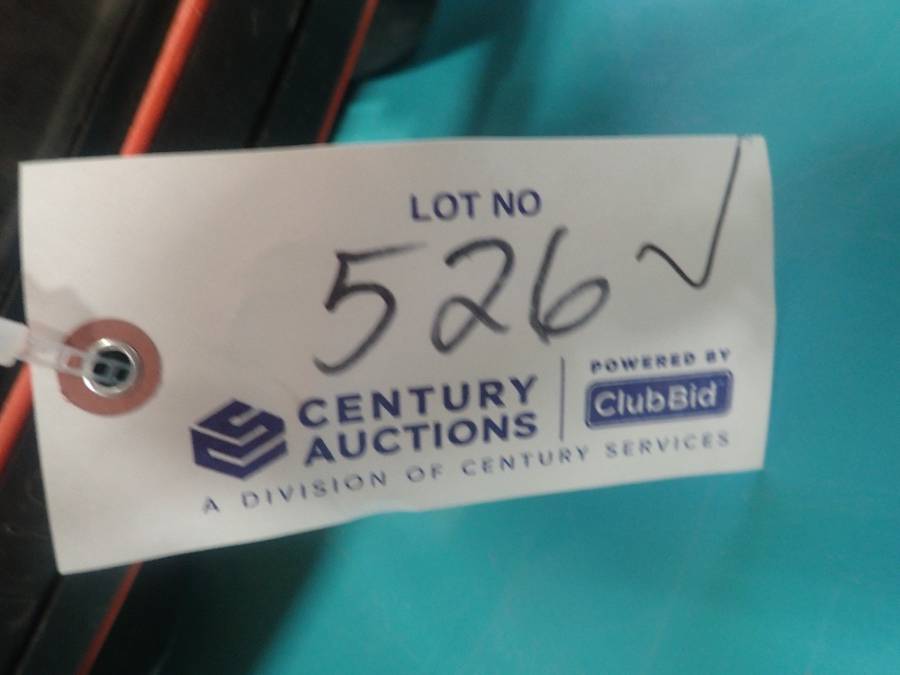 LOT NO
526 ✓
CENTURY
AUCTIONS
POWERED BY
ClubBid
A DIVISION OF CENTURY SERVICES